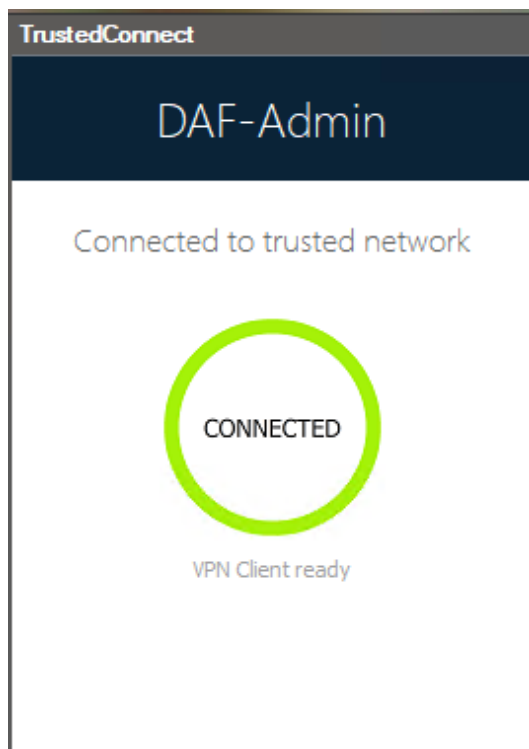 TrustedConnect
DAF-Admin
Connected to trusted network
CONNECTED
VPN Client ready